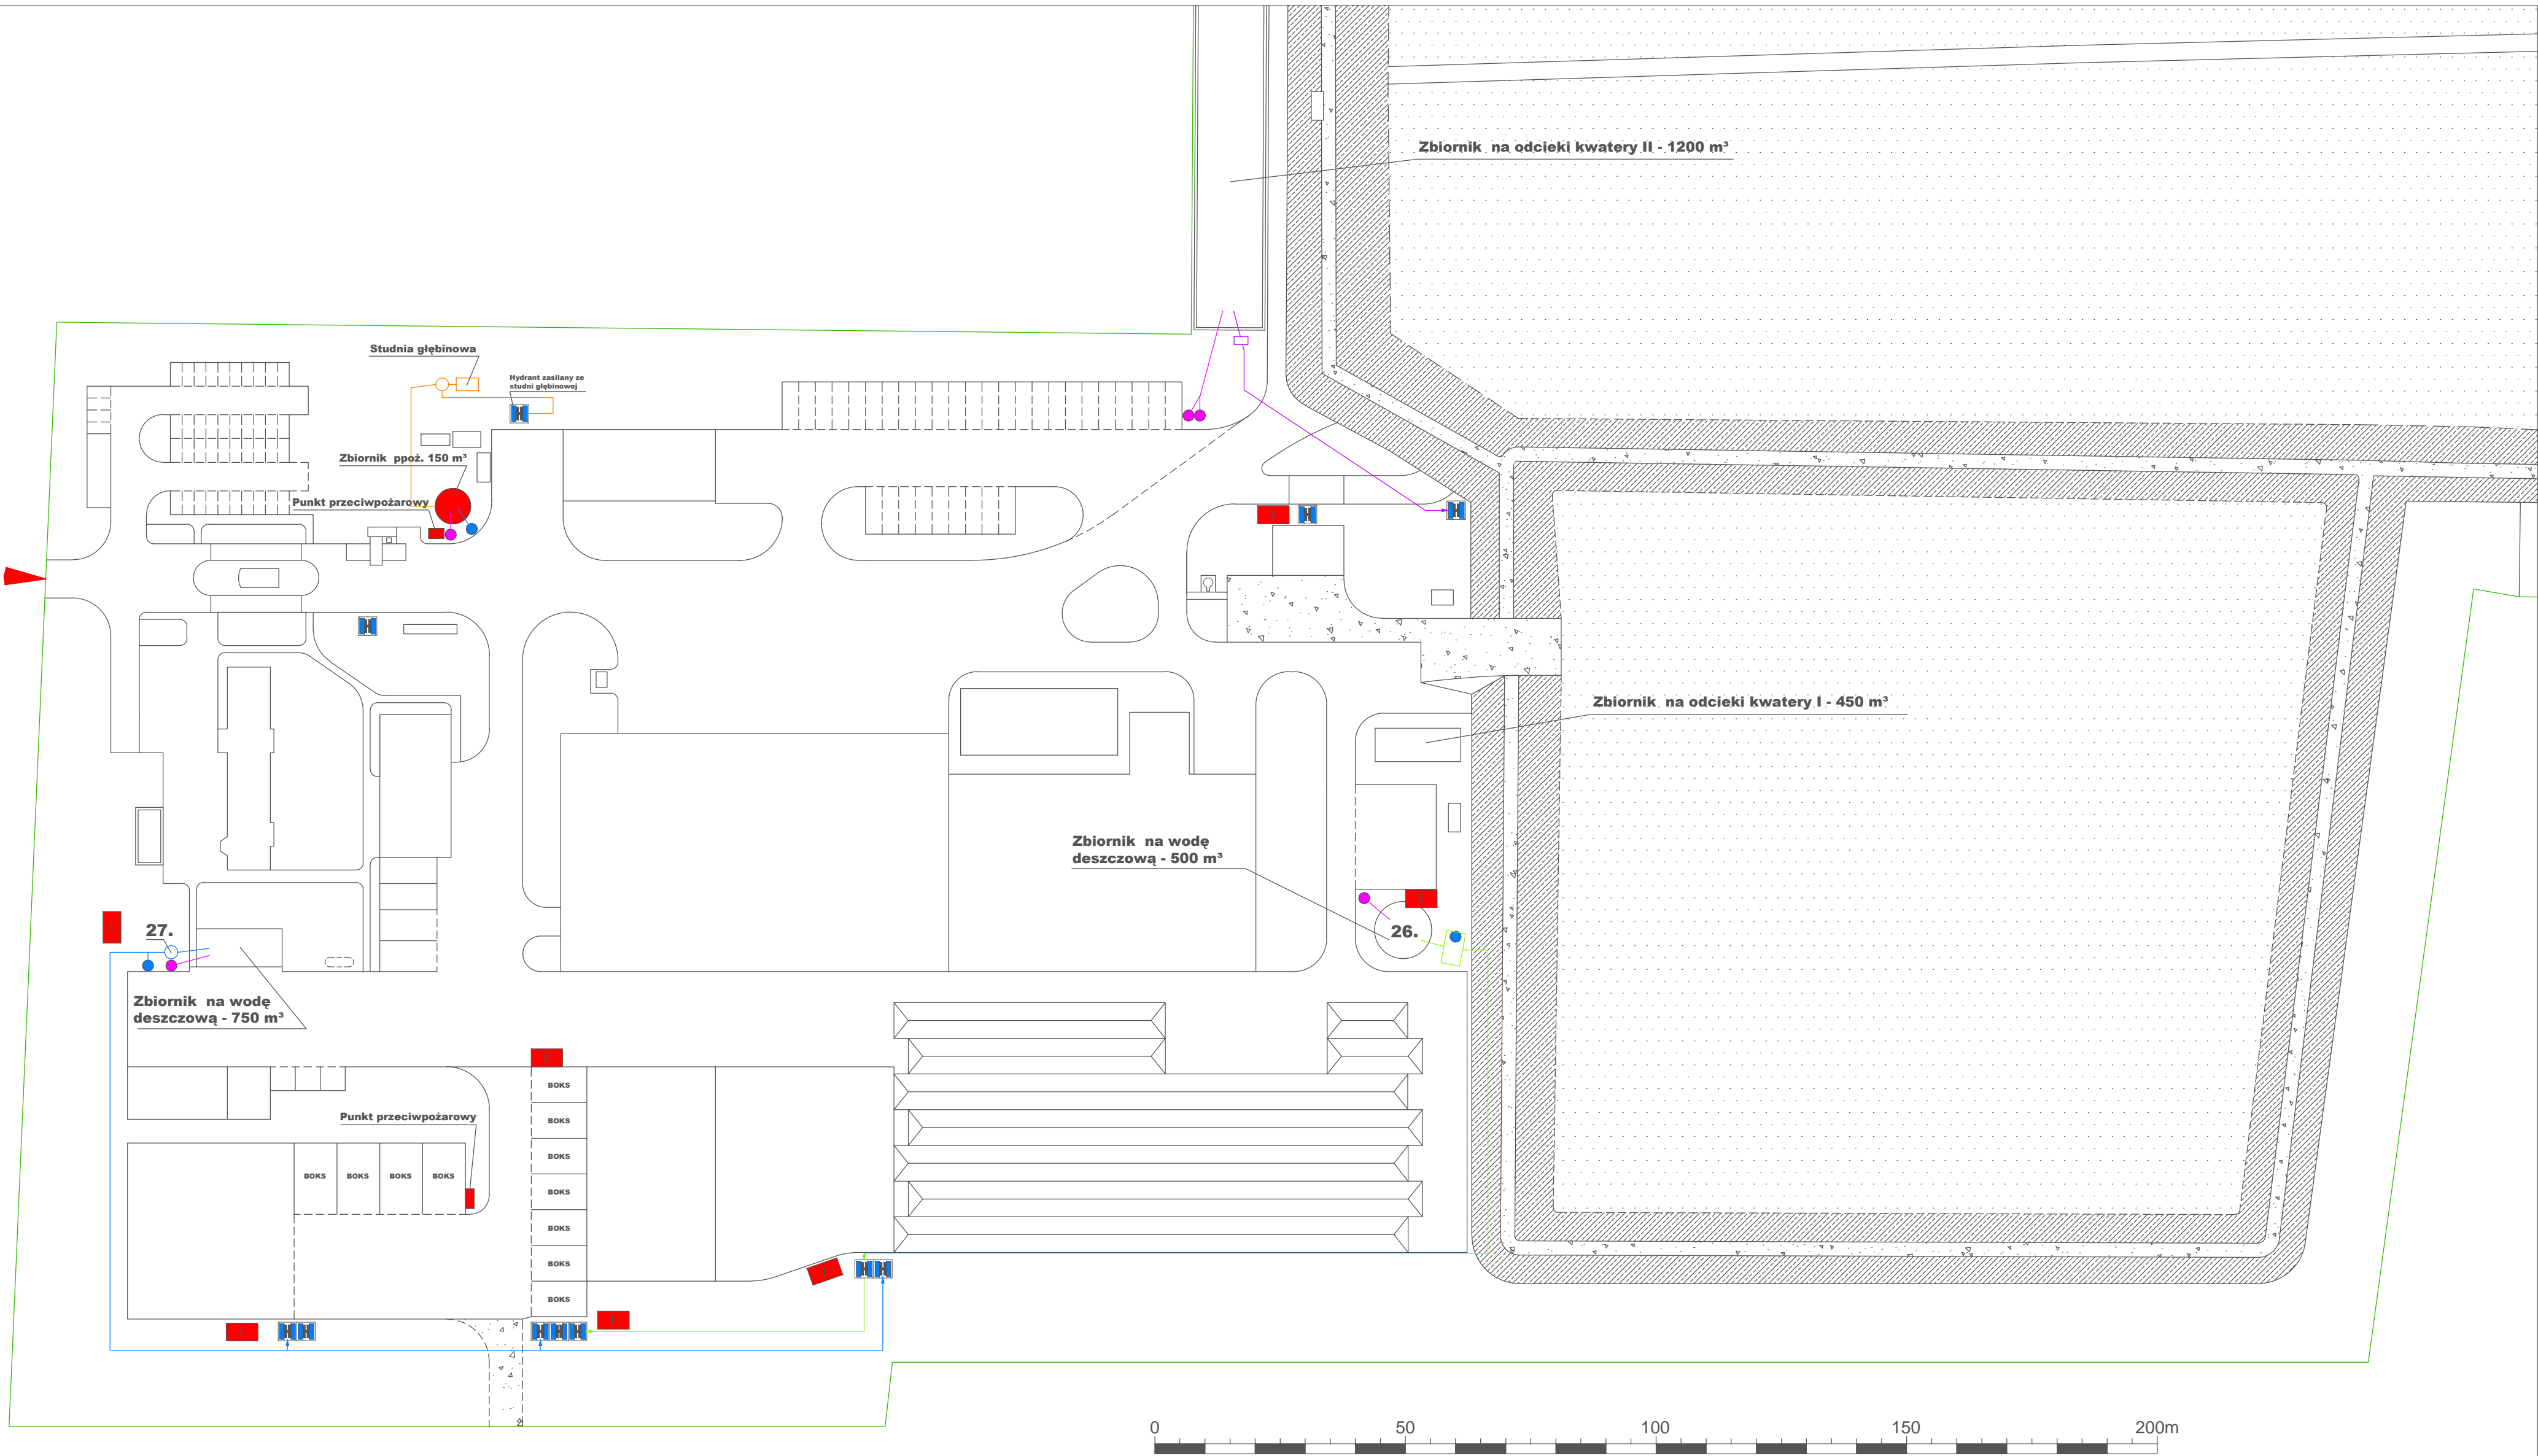 Zbiornik na odcieki kwatery II - 1200 m³
Studnia głębinowa
Hydrant zasilany ze
studni głębinowej
H
Zbiornik ppoż. 150 m³
Punkt przeciwpożarowy
H
H
H
Zbiornik na odcieki kwatery I - 450 m³
Zbiornik na wodę
deszczową - 500 m³
27.
26.
Zbiornik na wodę
deszczową - 750 m³
BOKS
Punkt przeciwpożarowy
BOKS
BOKS
BOKS BOKS BOKS BOKS
BOKS
BOKS
BOKS
H H
BOKS
H H
H H H
0 50 100 150 200m